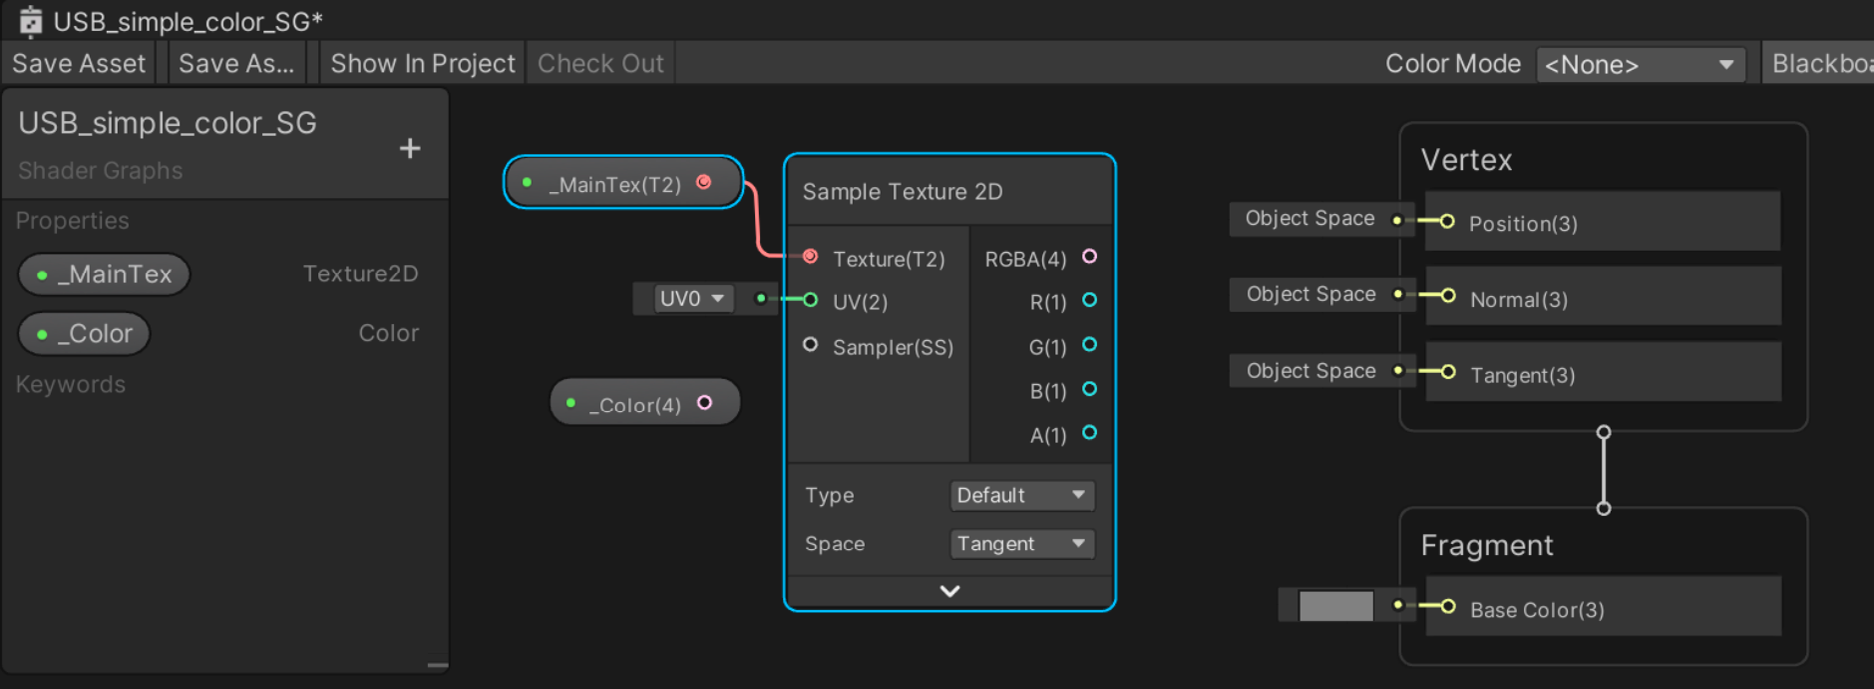 USB_simple_color_SG*
Save Asset Save As... Show In Project Check Out Color Mode <None> Blackboa
USB_simple_color_SG
Shader Graphs
Properties
_MainTex Texture2D
_Color Color
Keywords
_MainTex(T2)
UV0
_Color(4)
Sample Texture 2D
Texture(T2) RGBA(4)
UV(2) R(1)
Sampler(SS) G(1)
B(1)
A(1)
Type Default
Space Tangent
Vertex
Object Space Position(3)
Object Space Normal(3)
Object Space Tangent(3)
Fragment
Base Color(3)